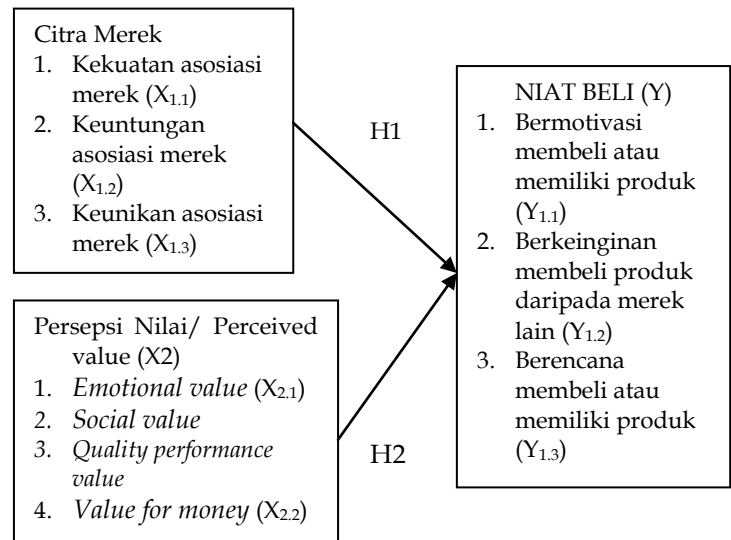 Citra Merek
1. Kekuatan asosiasi
merek (X1.1)
2. Keuntungan
asosiasi merek
(X1.2)
3. Keunikan asosiasi
merek (X1.3)
H1
Persepsi Nilai/ Perceived
value (X2)
1. Emotional value (X2.1)
2. Social value
3. Quality performance
value
4. Value for money (X2.2)
H2
NIAT BELI (Y)
1. Bermotivasi
membeli atau
memiliki produk
(Y1.1)
2. Berkeinginan
membeli produk
daripada merek
lain (Y1.2)
3. Berencana
membeli atau
memiliki produk
(Y1.3)